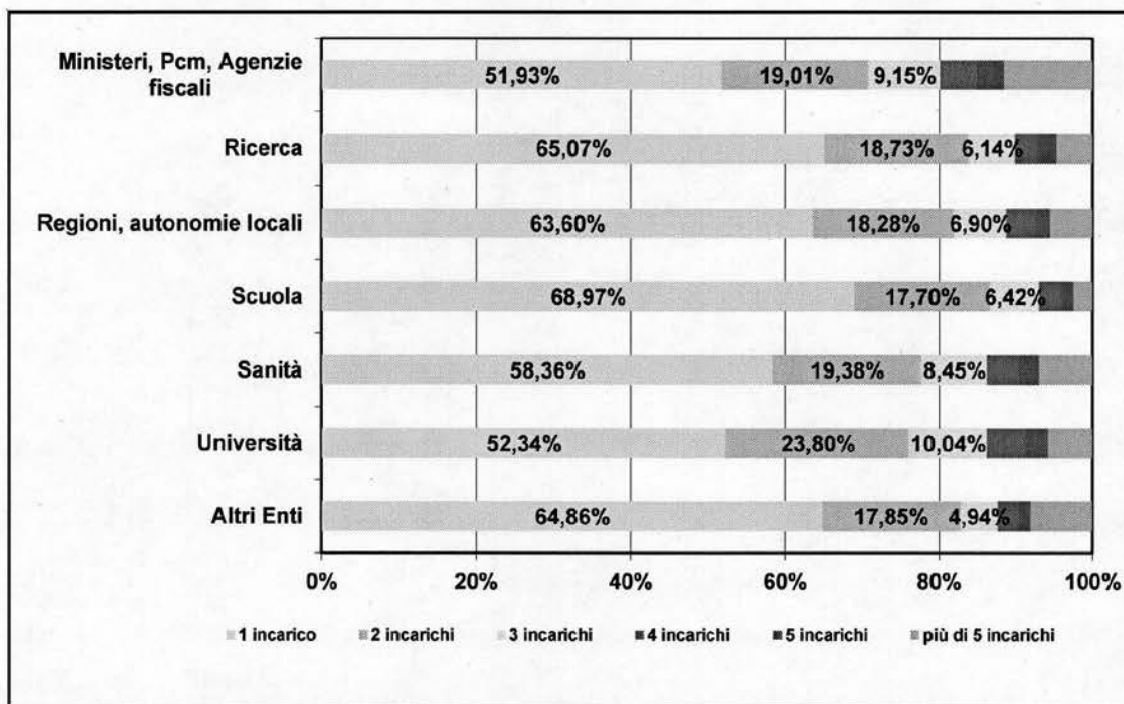 Ministeri, Pcm, Agenzie
fiscali
51,93% 19,01% 9,15%
Ricerca 65,07% 18,73% 6,14%
Regioni, autonomie locali 63,60% 18,28% 6,90%
Scuola 68,97% 17,70% 6,42%
Sanità 58,36% 19,38% 8,45%
Università 52,34% 23,80% 10,04%
Altri Enti 64,86% 17,85% 4,94%
0% 20% 40% 60% 80% 100%
1 incarico 2 incarichi 3 incarichi 4 incarichi 5 incarichi più di 5 incarichi